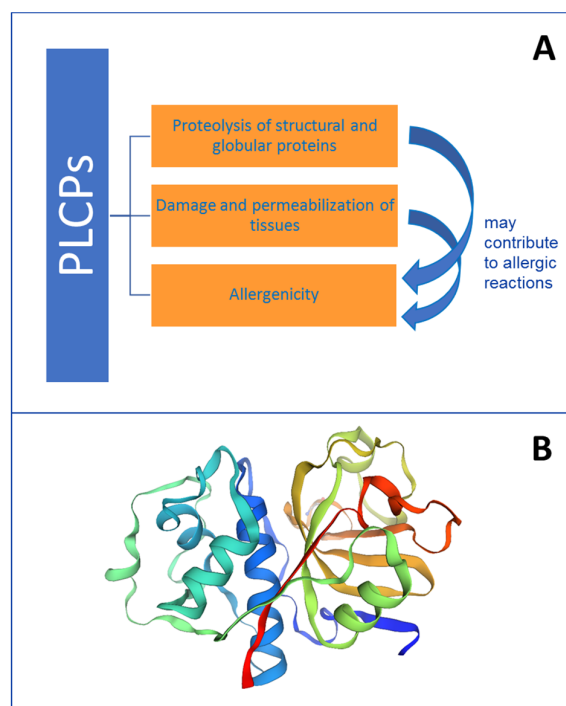 A
PLCPs
Proteolysis of structural and
globular proteins
Damage and permeabilization of
tissues
Allergenicity
may
contribute
to allergic
reactions
B